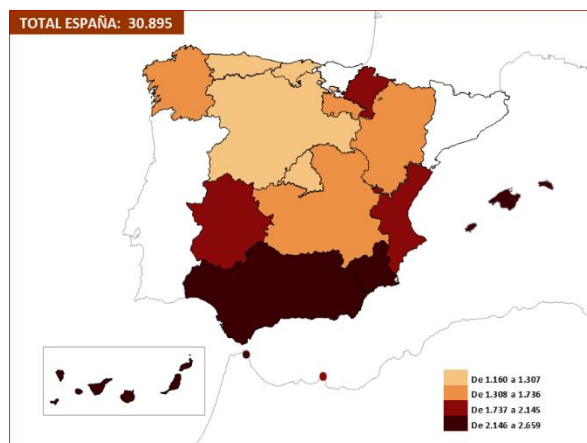 TOTAL ESPAÑA: 30.895
De 1.160 a 1.307
De 1.308 a 1.736
De 1.737 a 2.145
De 2.146 a 2.659